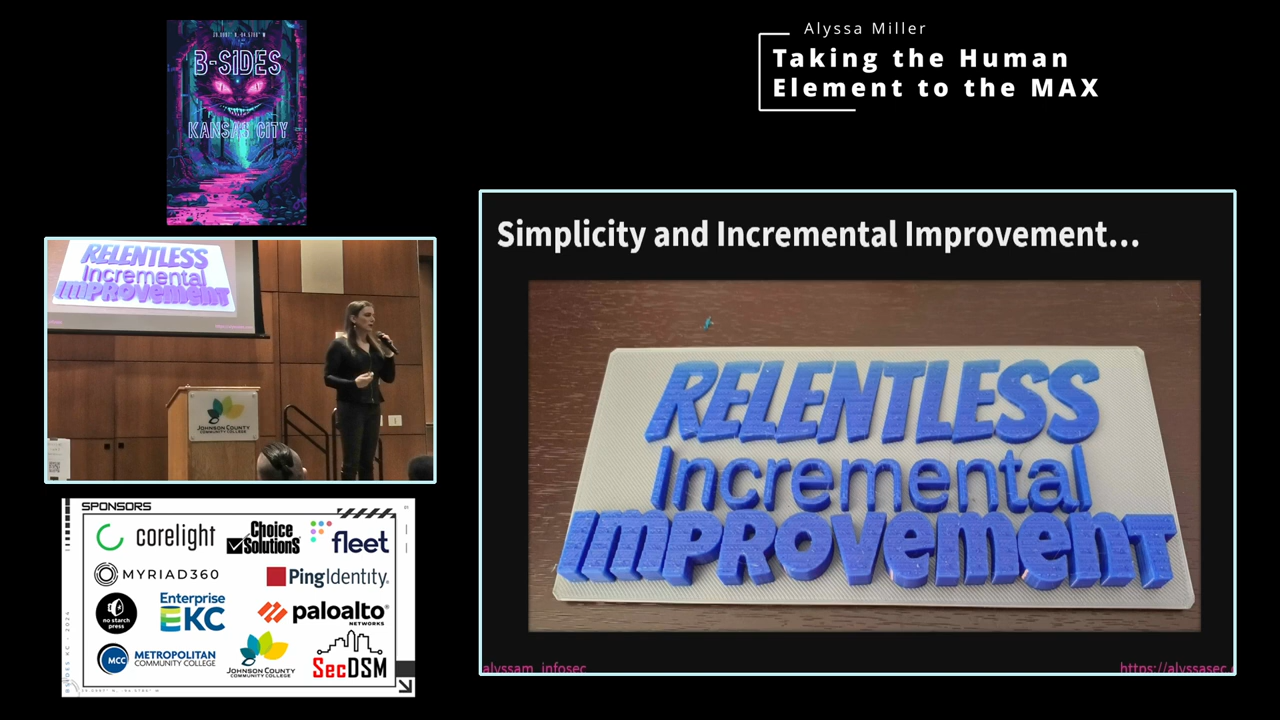 Alyssa Miller
Taking the Human
Element to the MAX
B-SIDES
KANSAS CITY
RELENTLESS
Incremental
IMPROVement
JOHNSON COUNTY
COMMUNITY COLLEGE
SPONSORS
corelight
Choice
Solutions
fleet
MYRIAD360
PingIdentity
no starch
press
Enterprise
EKC
paloalto
NETWORKS
MCC
METROPOLITAN
COMMUNITY COLLEGE
JOHNSON COUNTY
COMMUNITY COLLEGE
SecDSM
Simplicity and Incremental Improvement...
RELENTLESS
Incremental
IMPROVement
alyssam_infosec
https://alyssasec.